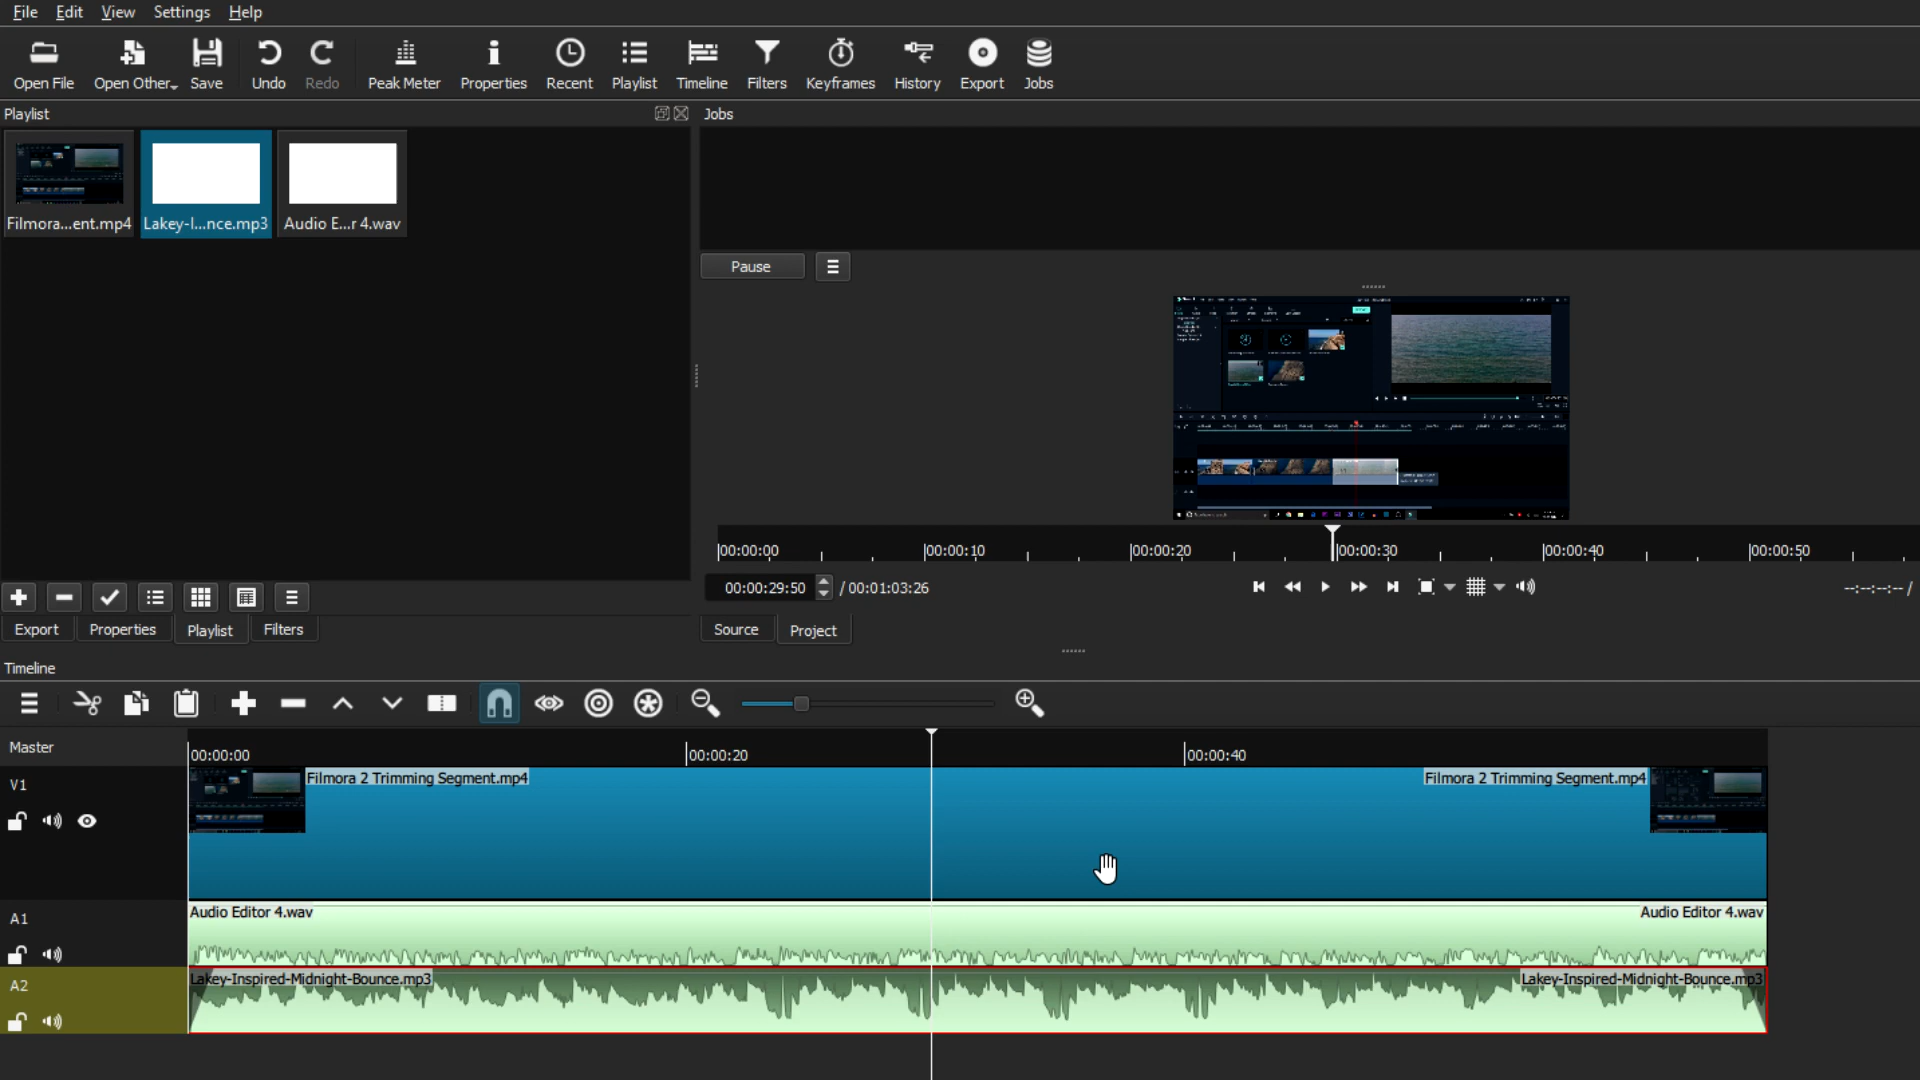 File Edit View Settings Help
Open File Open Other Save Undo Redo Peak Meter Properties Recent Playlist Timeline Filters Keyframes History Export Jobs
Playlist
Jobs
Filmora...ent.mp4 Lakey-I...nce.mp3 Audio E...r 4.wav
Pause
00:00:00 00:00:10 00:00:20 00:00:30 00:00:40 00:00:50
00:00:29:50 / 00:01:03:26 --:--:--:-- /
Export Properties Playlist Filters
Source Project
Timeline
Master
00:00:00 00:00:20 00:00:40
V1
Filmora 2 Trimming Segment.mp4 Filmora 2 Trimming Segment.mp4
A1
Audio Editor 4.wav Audio Editor 4.wav
A2
Lakey-Inspired-Midnight-Bounce.mp3 Lakey-Inspired-Midnight-Bounce.mp3